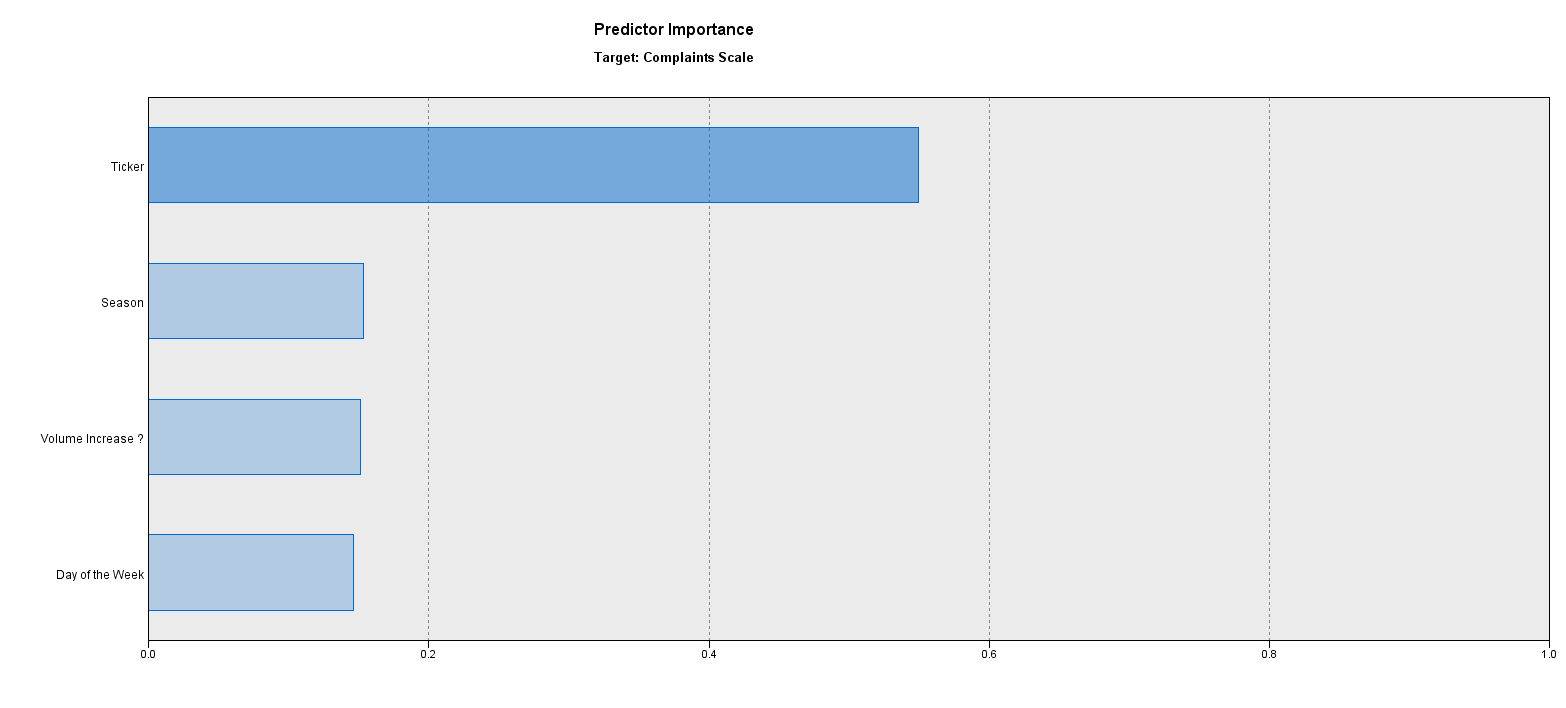 Predictor Importance
Target: Complaints Scale
Ticker
Season
Volume Increase ?
Day of the Week
0.0 0.2 0.4 0.6 0.8 1.0